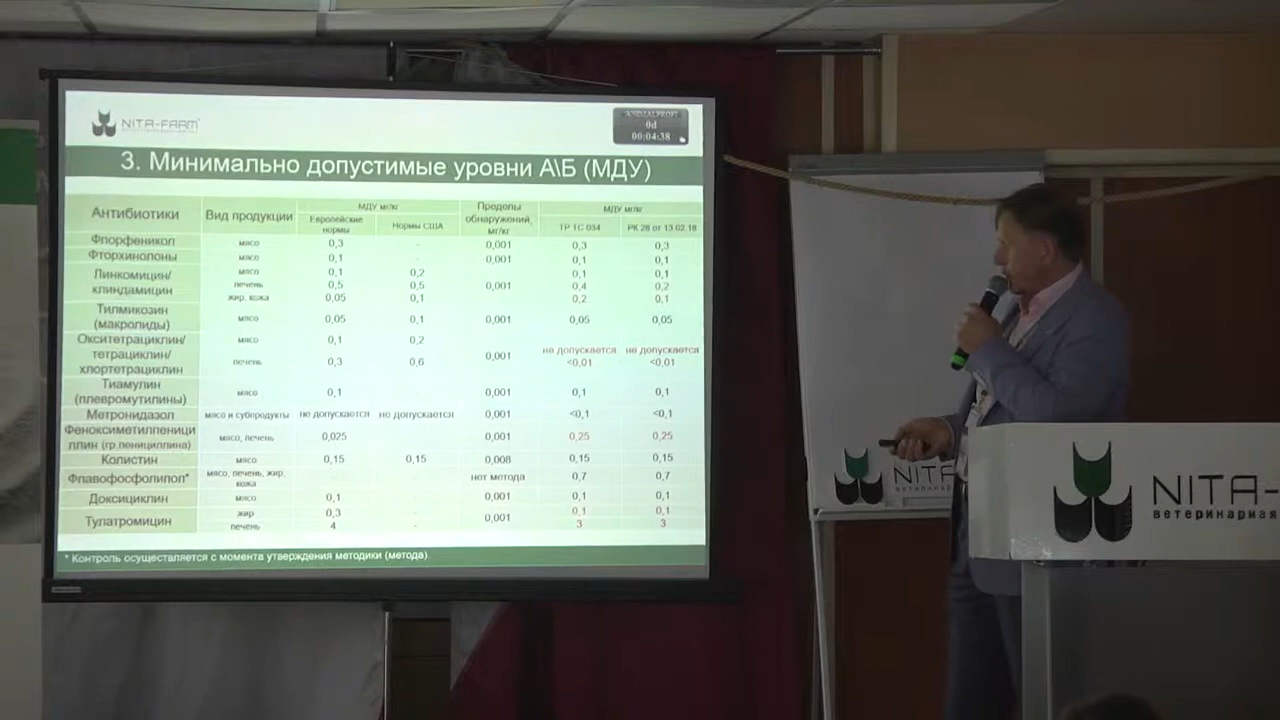 NITA-FARM
ANIMALPROFI
0d
00:04:38
3. Минимально допустимые уровни А\Б (МДУ)
Антибиотики Вид продукции МДУ мг/кг Пределы обнаружений, мг/кг МДУ мг/кг
Европейские нормы Нормы США ТР ТС 034 РК 28 от 13.02.18
Флорфеникол мясо 0,3 - 0,001 0,3 0,3
Фторхинолоны мясо 0,1 - 0,001 0,1 0,1
Линкомицин/ клиндамицин мясо 0,1 0,2 0,001 0,1 0,1
печень 0,5 0,5 0,4 0,2
жир, кожа 0,05 0,1 0,2 0,1
Тилмикозин (макролиды) мясо 0,05 0,1 0,001 0,05 0,05
Окситетрациклин/ тетрациклин/ хлортетрациклин мясо 0,1 0,2 0,001 не допускается <0,01 не допускается <0,01
печень 0,3 0,6
Тиамулин (плевромутилины) мясо 0,1 - 0,001 0,1 0,1
Метронидазол мясо и субпродукты не допускается не допускается 0,001 <0,1 <0,1
Феноксиметилпеници
ллин (гр.пенициллина) мясо, печень 0,025 0,001 0,25 0,25
Колистин мясо 0,15 0,15 0,008 0,15 0,15
Флавофосфолипол* мясо, печень, жир, кожа - нет метода 0,7 0,7
Доксициклин мясо 0,1 - 0,001 0,1 0,1
Тулатромицин жир 0,3 0,001 0,1 0,1
печень 4 - 3 3
* Контроль осуществляется с момента утверждения методики (метода).
NITA
NITA-
ветеринарная